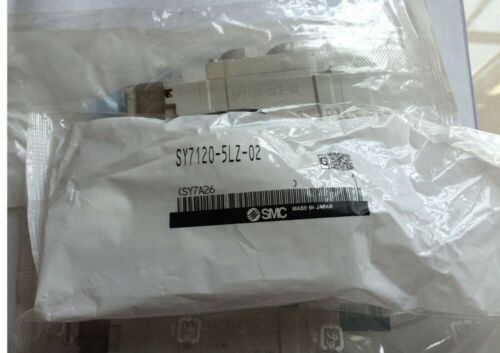 SY7120-5LZ-02
SY7120-5LZ-02
(SY7A26 )
G
SMC MADE IN JAPAN